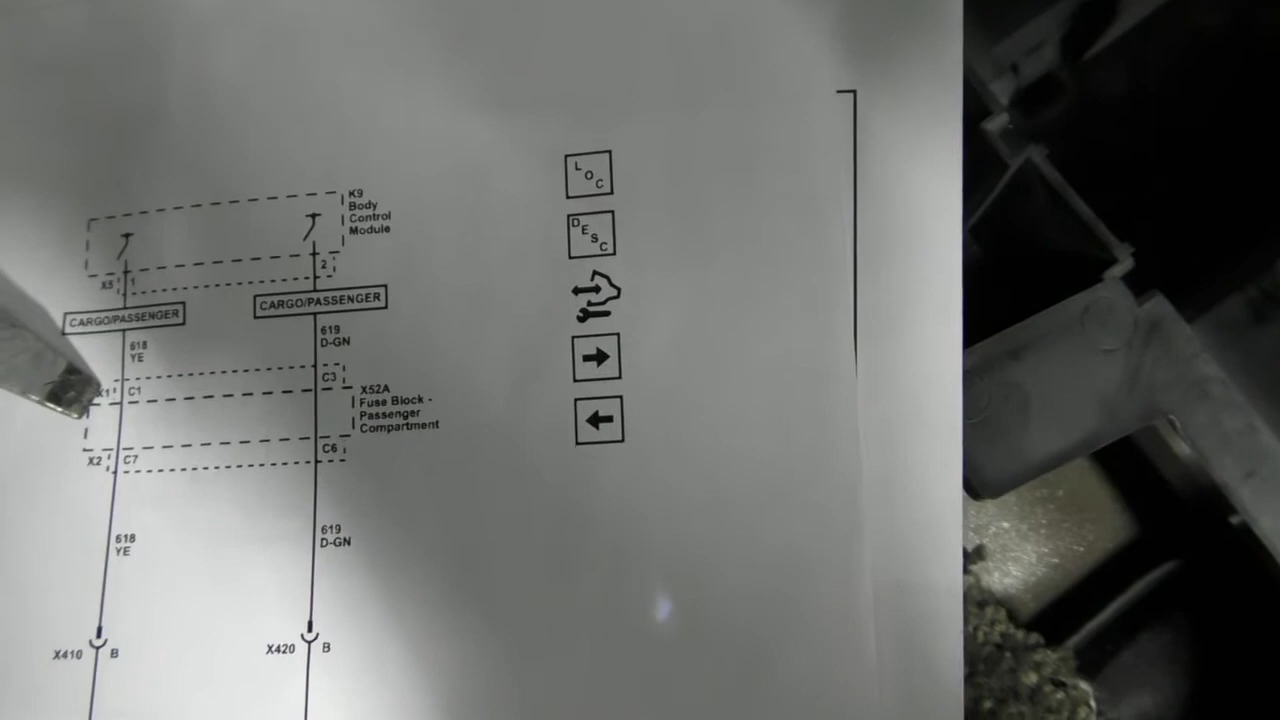 LOC
DESC
K9
Body
Control
Module
X5 1
2
CARGO/PASSENGER
CARGO/PASSENGER
618
YE
619
D-GN
X1 C1
C3
X52A
Fuse Block -
Passenger
Compartment
X2 C7
C6
618
YE
619
D-GN
X410 B
X420 B